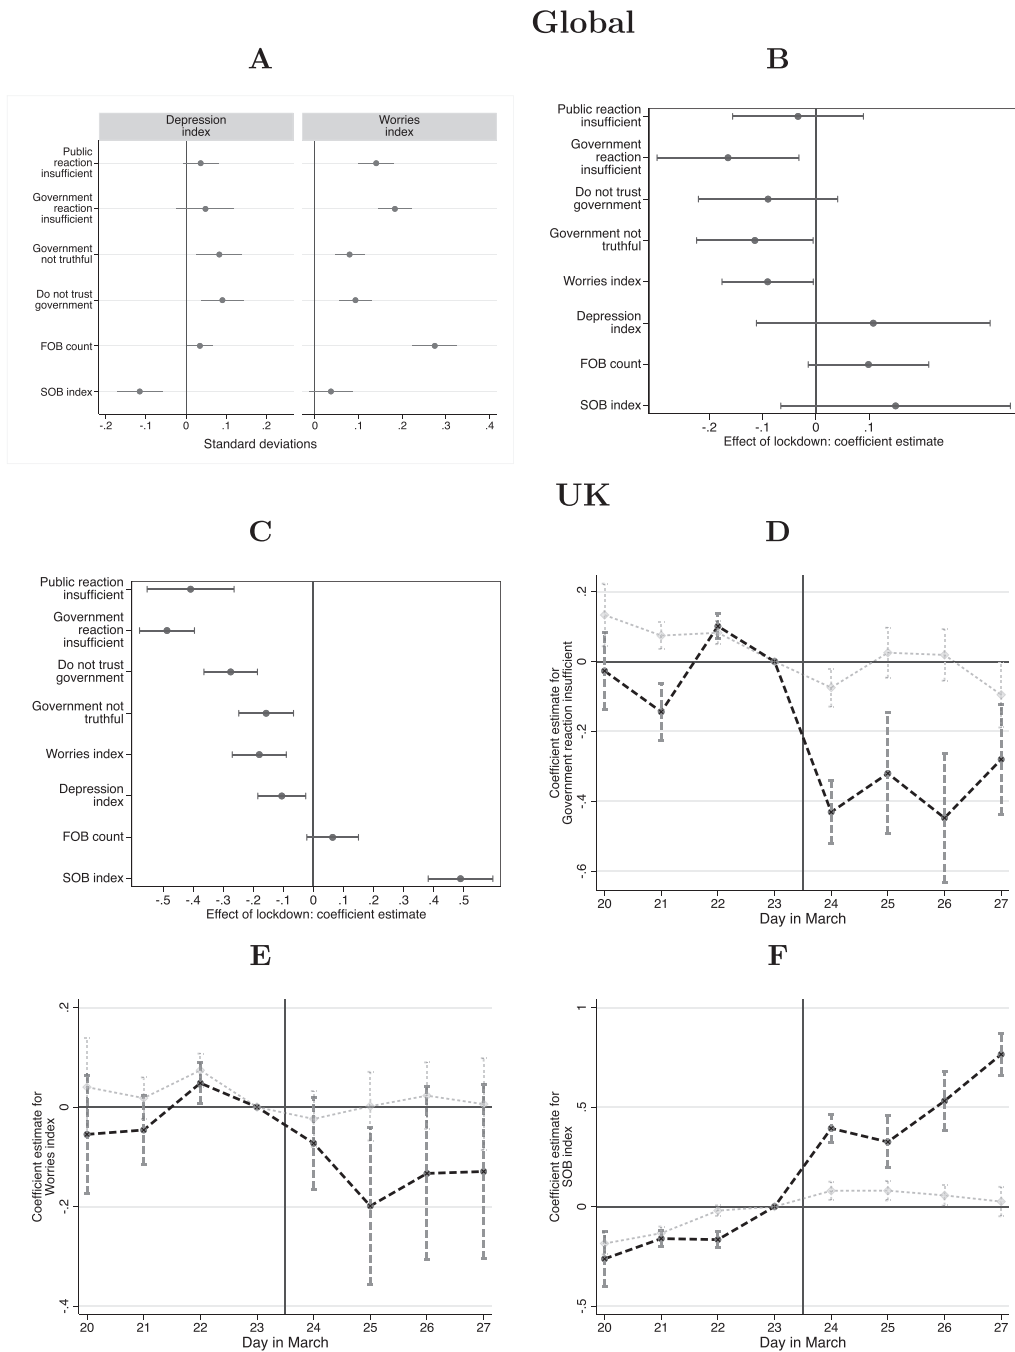 Global
A
Depression
index
Worries
index
Public
reaction
insufficient
Government
reaction
insufficient
Government
not truthful
Do not trust
government
FOB count
SOB index
-.2 -.1 0 .1 .2 0 .1 .2 .3 .4
Standard deviations
B
Public reaction
insufficient
Government
reaction
insufficient
Do not trust
government
Government not
truthful
Worries index
Depression
index
FOB count
SOB index
-.2 -.1 0 .1
Effect of lockdown: coefficient estimate
UK
C
Public reaction
insufficient
Government
reaction
insufficient
Do not trust
government
Government not
truthful
Worries index
Depression
index
FOB count
SOB index
-.5 -.4 -.3 -.2 -.1 0 .1 .2 .3 .4 .5
Effect of lockdown: coefficient estimate
D
Coefficient estimate for
Government reaction insufficient
.2
0
-.2
-.4
-.6
20 21 22 23 24 25 26 27
Day in March
E
Coefficient estimate for
Worries index
.2
0
-.2
-.4
20 21 22 23 24 25 26 27
Day in March
F
Coefficient estimate for
SOB index
1
.5
0
-.5
20 21 22 23 24 25 26 27
Day in March